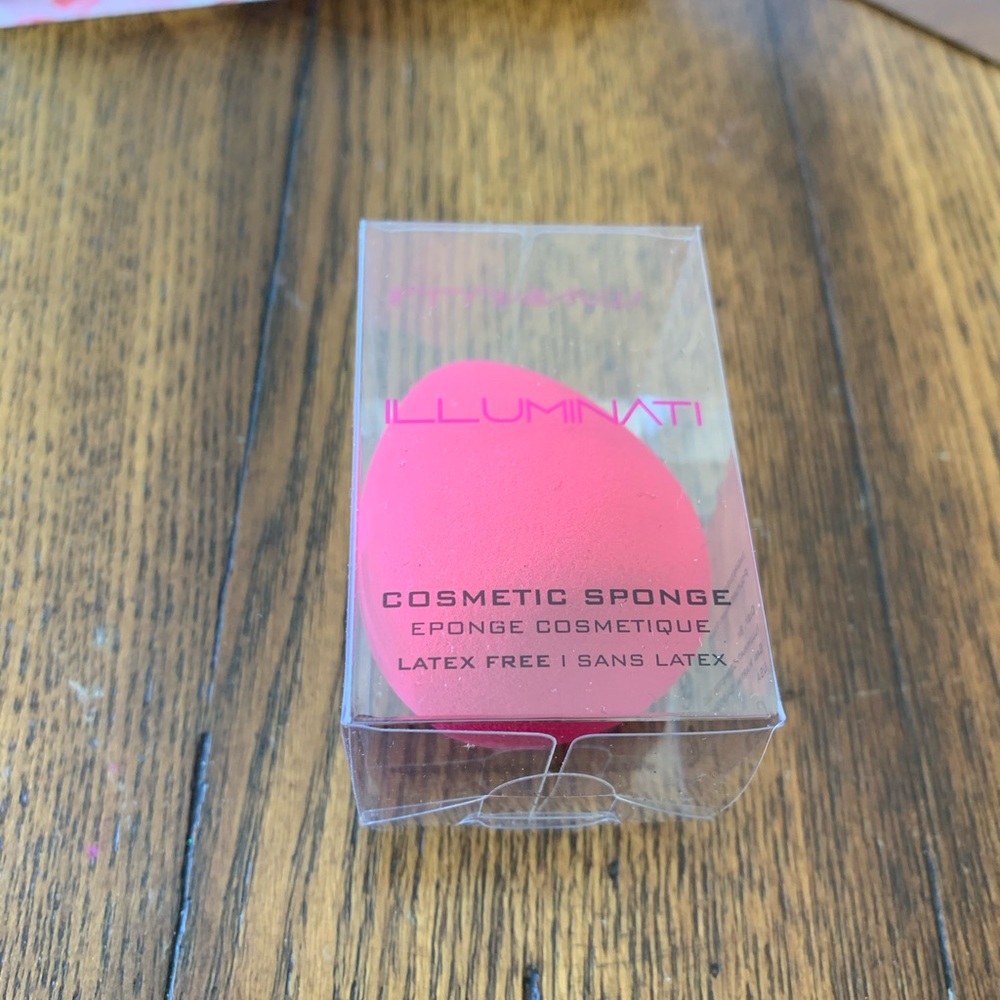 ILLUMINATI
COSMETIC SPONGE
EPONGE COSMETIQUE
LATEX FREE | SANS LATEX